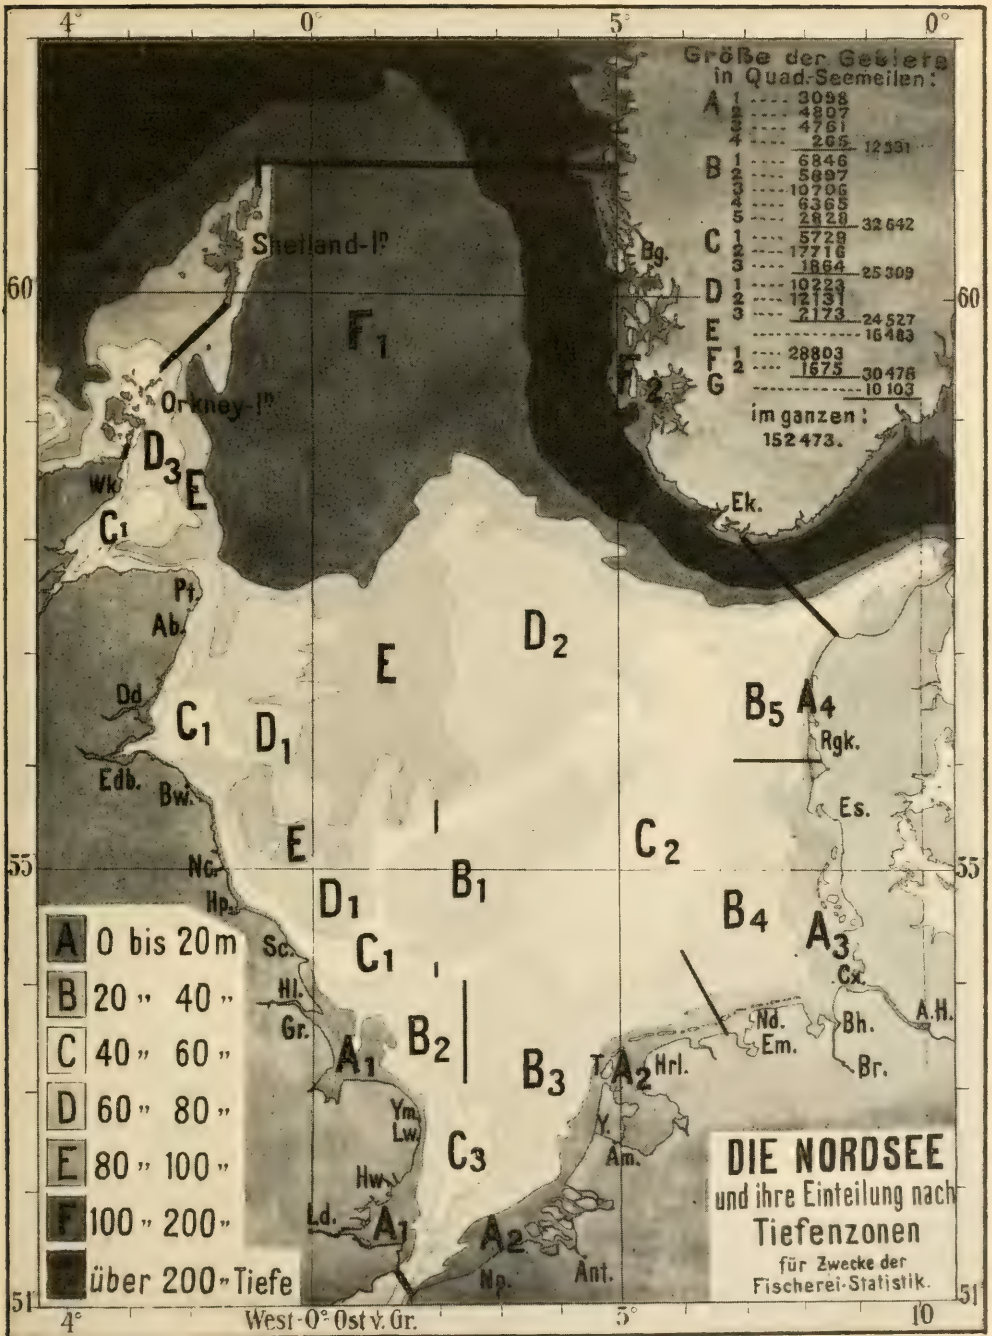 4° 0° 5° 0°
Größe der Gebiete
in Quad.-Seemeilen:
A 1 ---- 3098
2 ---- 4807
3 ---- 4761
4 ---- 265 12931
B 1 ---- 6846
2 ---- 5897
3 ---- 10706
4 ---- 6365
5 ---- 2828 32642
C 1 ---- 5729
2 ---- 17716
3 ---- 1864 25309
D 1 ---- 10223
2 ---- 12131
3 ---- 2173 24527
E ---- 16483
F 1 ---- 28803
2 ---- 1675 30478
G ---- 10103
im ganzen:
152473.
Shetland-Iⁿ
Bg.
60 60
F1
F2
Orkney-Iⁿ
D3
Wk
E
Ek.
C1
Pt.
Ab.
D2
E
Dd
B5 A4
C1
D1
Rgk.
Edb.
Bw.
Es.
E
C2
55 55
Nc.
B1
Hp.
D1
B4
A3
Sc.
C1
Cx.
Hl.
A.H.
Gr.
B2
Nd.
Bh.
Em.
A1
B3
T.
A2
Hrl.
Br.
Ym.
Lw.
Y.
Am.
C3
Hw.
Ld.
A1
A2
Np.
Ant.
A 0 bis 20m
B 20 „ 40 „
C 40 „ 60 „
D 60 „ 80 „
E 80 „ 100 „
F 100 „ 200 „
über 200 „ Tiefe
DIE NORDSEE
und ihre Einteilung nach
Tiefenzonen
für Zwecke der
Fischerei-Statistik.
51 51
4° West-0°-Ost v. Gr. 5° 10